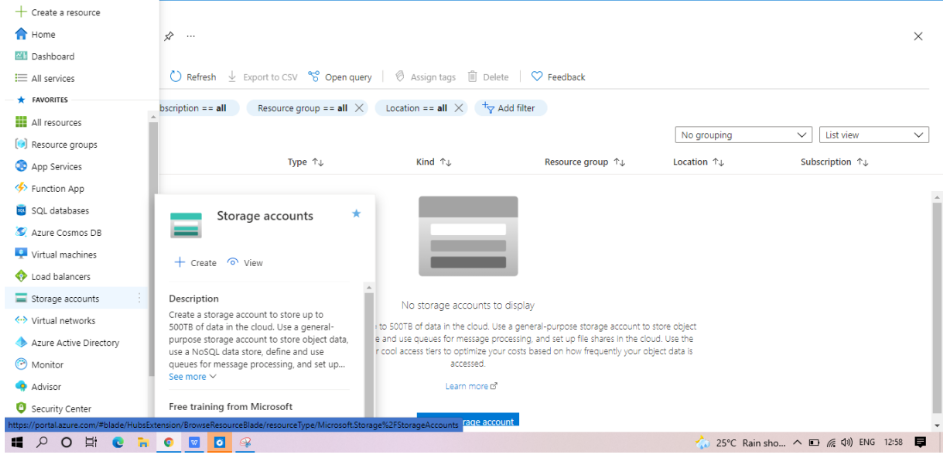 Create a resource
Home
Dashboard
All services
FAVORITES
All resources
Resource groups
App Services
Function App
SQL databases
Azure Cosmos DB
Virtual machines
Load balancers
Storage accounts
Virtual networks
Azure Active Directory
Monitor
Advisor
Security Center
Refresh Export to CSV Open query Assign tags Delete Feedback
bscription == all Resource group == all Location == all Add filter
No grouping List view
Type Kind Resource group Location Subscription
Storage accounts
Create View
Description
Create a storage account to store up to
500TB of data in the cloud. Use a general-
purpose storage account to store object data,
use a NoSQL data store, define and use
queues for message processing, and set up...
See more
Free training from Microsoft
No storage accounts to display
to 500TB of data in the cloud. Use a general-purpose storage account to store object
e and use queues for message processing, and set up file shares in the cloud. Use the
r cool access tiers to optimize your costs based on how frequently your object data is
accessed.
Learn more
rage account
https://portal.azure.com/#blade/HubsExtension/BrowseResourceBlade/resourceType/Microsoft.Storage%2FStorageAccounts
25°C Rain sho... ENG 12:58